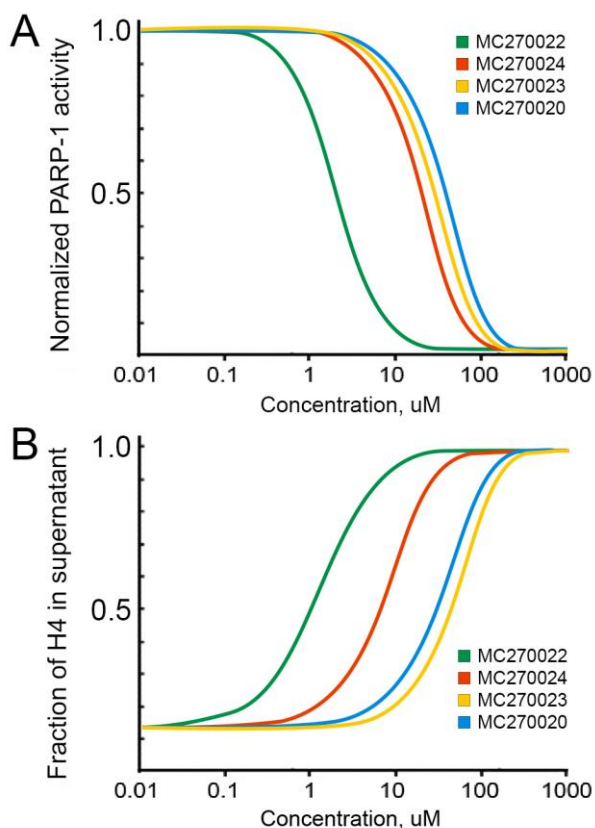 A
Normalized PARP-1 activity
1.0
0.5
MC270022
MC270024
MC270023
MC270020
0.01 0.1 1 10 100 1000
Concentration, uM
B
Fraction of H4 in supernatant
1.0
0.5
MC270022
MC270024
MC270023
MC270020
0.01 0.1 1 10 100 1000
Concentration, uM